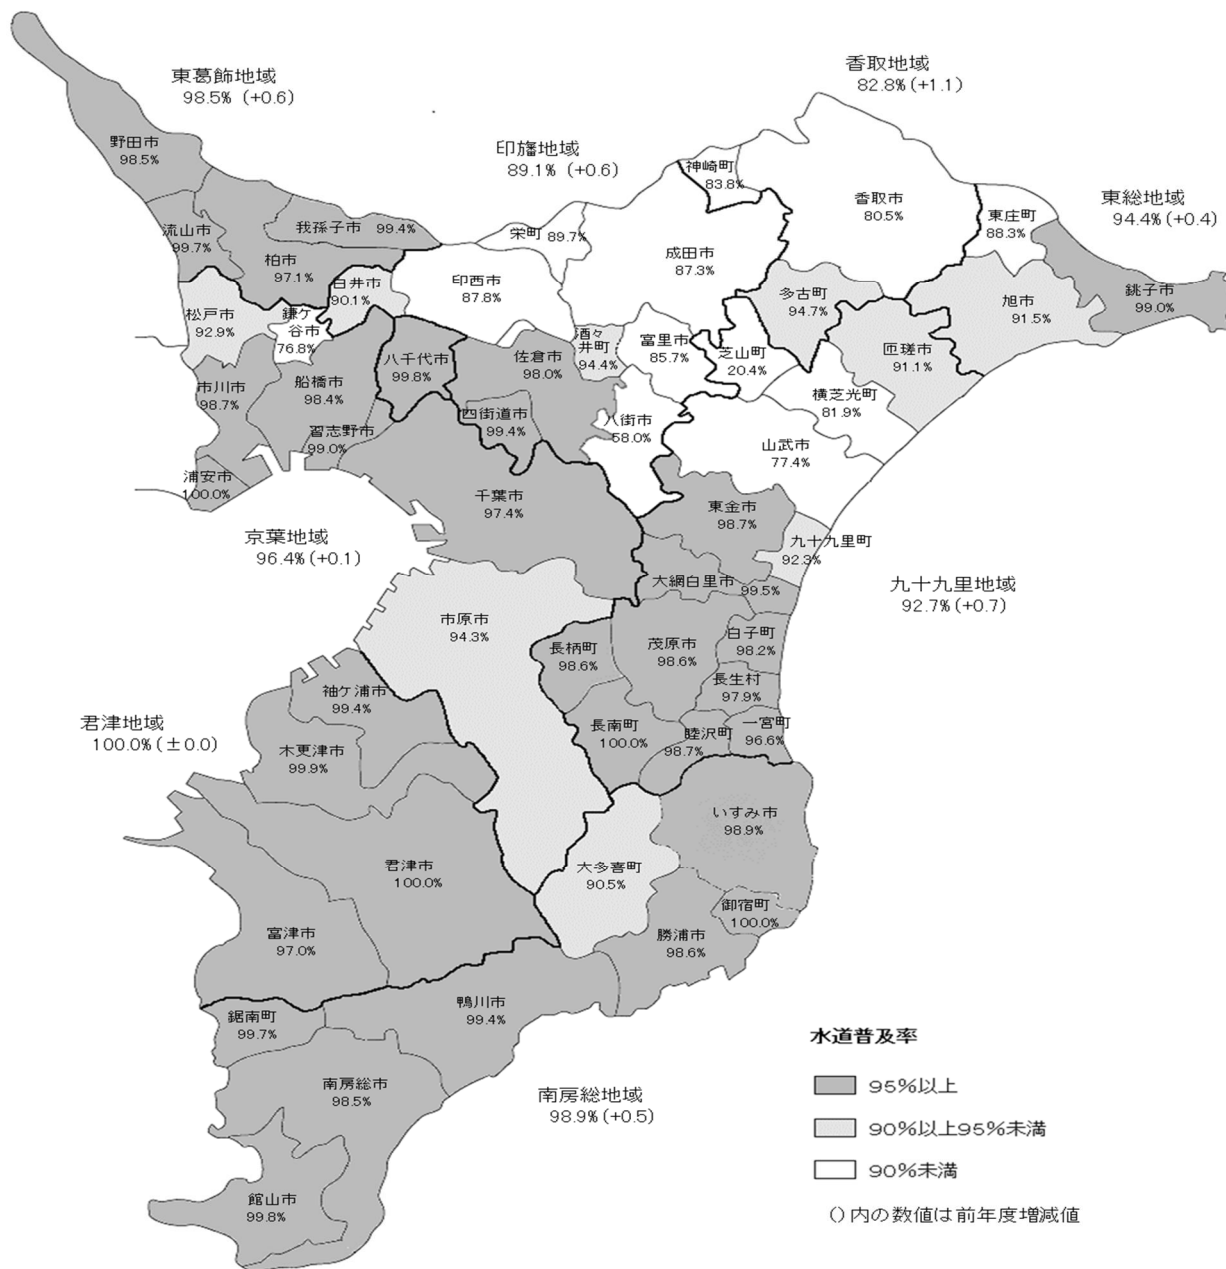 東葛飾地域
98.5% (+0.6)
香取地域
82.8%(+1.1)
印旛地域
89.1% (+0.6)
東総地域
94.4%(+0.4)
野田市
98.5%
神崎町
83.8%
香取市
80.5%
東庄町
88.3%
流山市
99.7%
我孫子市 99.4%
柏市
97.1%
栄町 89.7%
成田市
87.3%
銚子市
99.0%
白井市
90.1%
印西市
87.8%
多古町
94.7%
旭市
91.5%
松戸市
92.9%
鎌ケ
谷市
76.8%
酒々
井町
94.4%
富里市
85.7%
芝山町
20.4%
匝瑳市
91.1%
八千代市
99.8%
佐倉市
98.0%
市川市
98.7%
船橋市
98.4%
横芝光町
81.9%
四街道市
99.4%
八街市
58.0%
習志野市
99.0%
山武市
77.4%
浦安市
100.0%
千葉市
97.4%
東金市
98.7%
九十九里町
92.3%
京葉地域
96.4%(+0.1)
大網白里市 99.5%
九十九里地域
92.7%(+0.7)
市原市
94.3%
長柄町
98.6%
茂原市
98.6%
白子町
98.2%
長生村
97.9%
袖ケ浦市
99.4%
君津地域
100.0%(±0.0)
長南町
100.0%
睦沢町
98.7%
一宮町
96.6%
木更津市
99.9%
いすみ市
98.9%
君津市
100.0%
大多喜町
90.5%
御宿町
100.0%
富津市
97.0%
勝浦市
98.6%
鋸南町
99.7%
鴨川市
99.4%
南房総市
98.5%
南房総地域
98.9%(+0.5)
館山市
99.8%
水道普及率
95%以上
90%以上95%未満
90%未満
()内の数値は前年度増減値